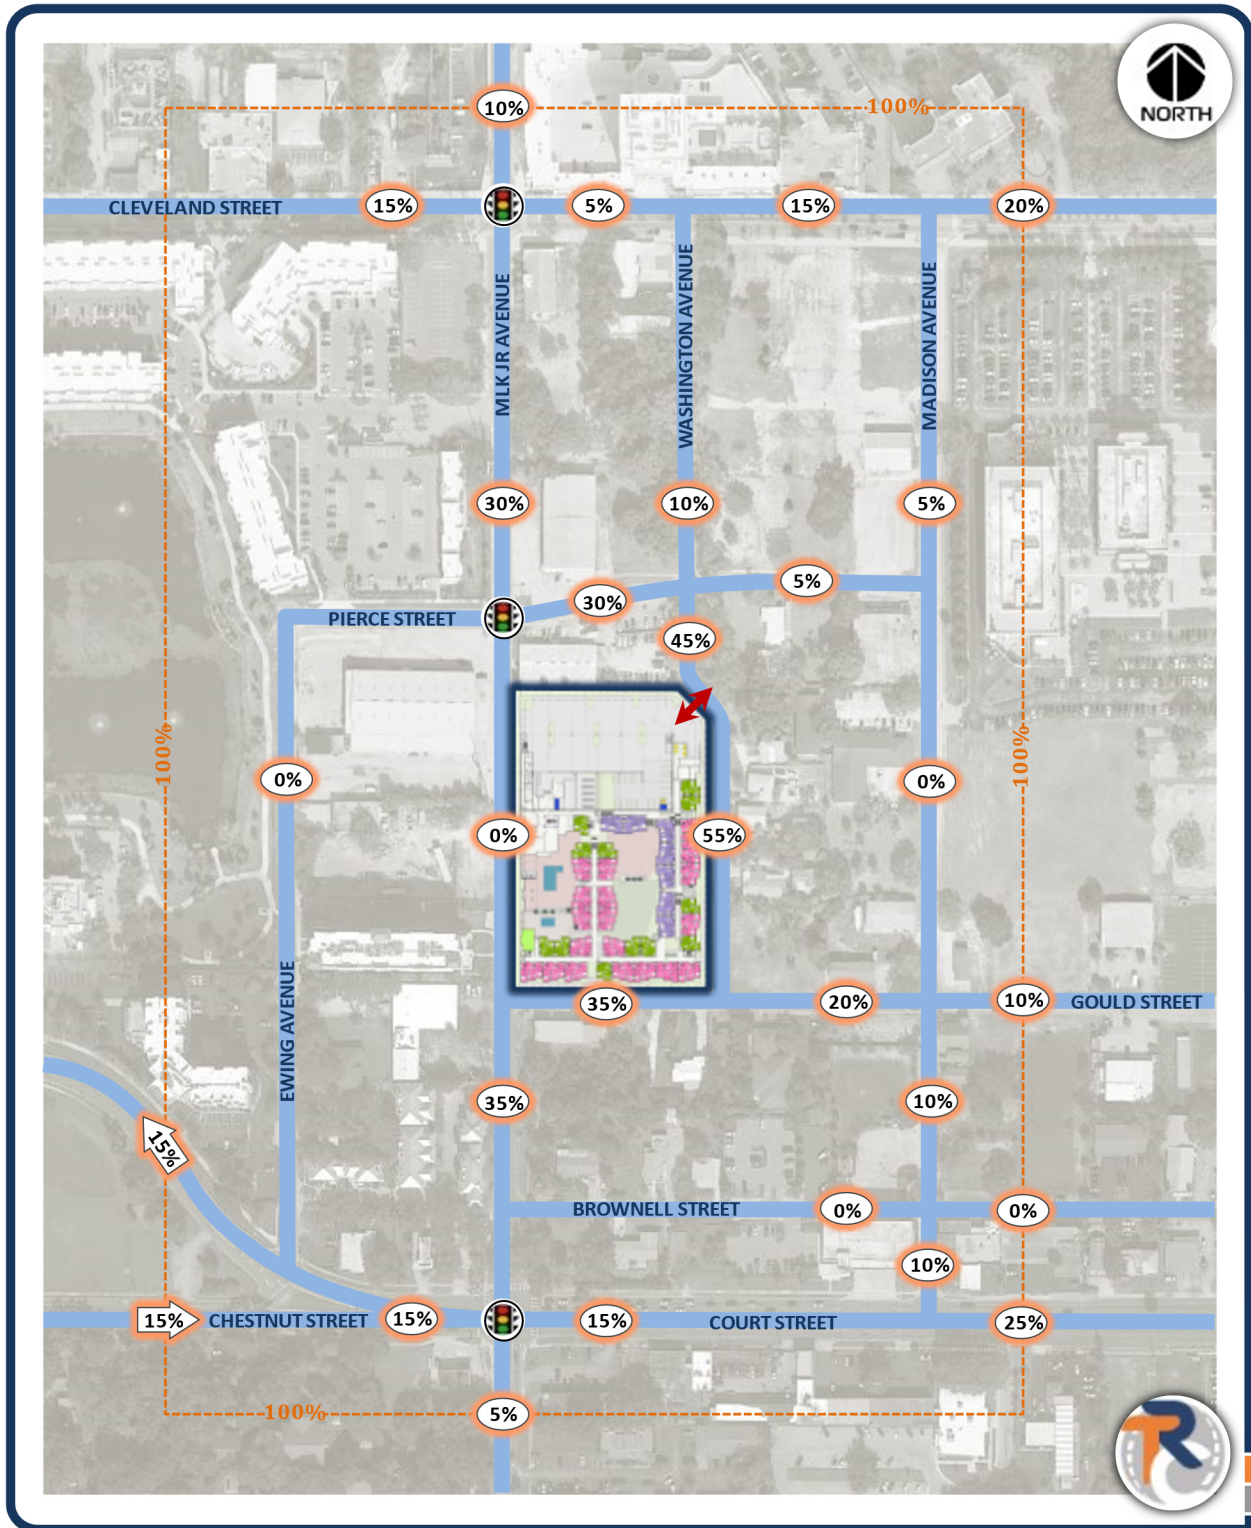 NORTH
10%
100%
CLEVELAND STREET
15%
5%
15%
20%
MLK JR AVENUE
WASHINGTON AVENUE
MADISON AVENUE
30%
10%
5%
5%
30%
PIERCE STREET
45%
100%
100%
0%
0%
0%
55%
EWING AVENUE
35%
20%
10%
GOULD STREET
35%
10%
15%
BROWNELL STREET
0%
0%
10%
15%
CHESTNUT STREET
15%
15%
COURT STREET
25%
100%
5%
TR